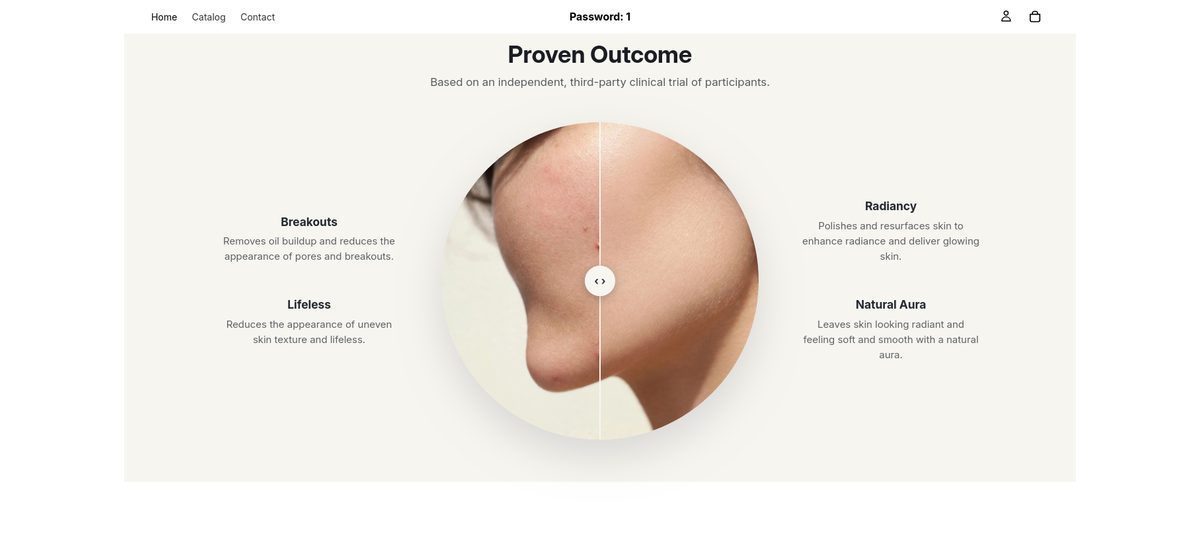 Home Catalog Contact
Password: 1
Proven Outcome
Based on an independent, third-party clinical trial of participants.
Breakouts
Removes oil buildup and reduces the
appearance of pores and breakouts.
Lifeless
Reduces the appearance of uneven
skin texture and lifeless.
Radiancy
Polishes and resurfaces skin to
enhance radiance and deliver glowing
skin.
Natural Aura
Leaves skin looking radiant and
feeling soft and smooth with a natural
aura.